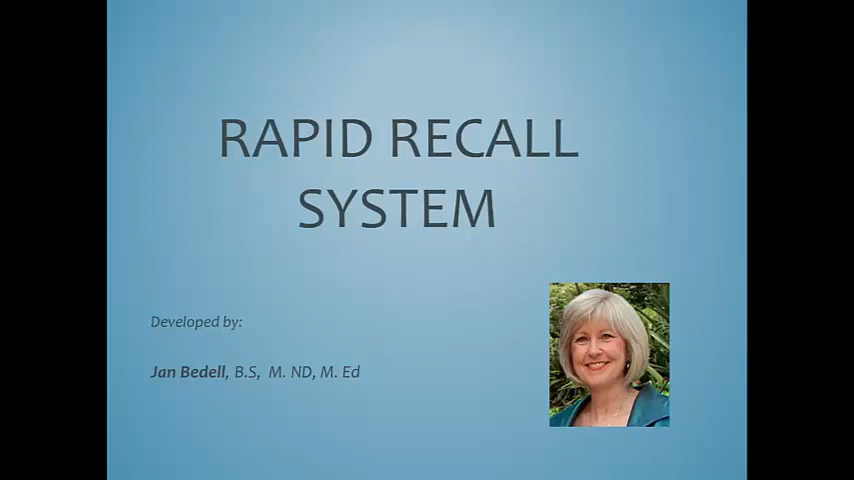 RAPID RECALL
SYSTEM
Developed by:
Jan Bedell, B.S,  M. ND, M. Ed